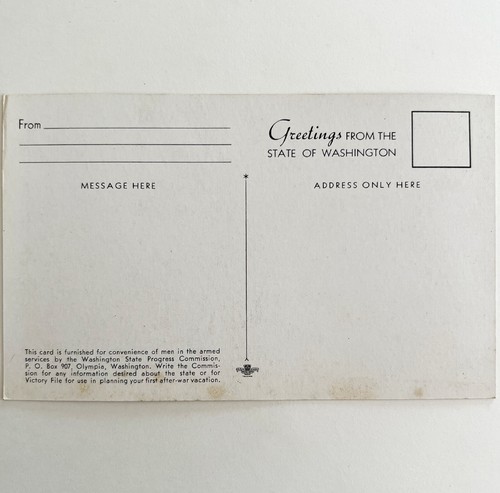 From
Greetings FROM THE
STATE OF WASHINGTON
MESSAGE HERE
ADDRESS ONLY HERE
This card is furnished for convenience of men in the armed
services by the Washington State Progress Commission,
P. O. Box 907, Olympia, Washington. Write the Commis-
sion for any information desired about the state or for
Victory File for use in planning your first after-war vacation.